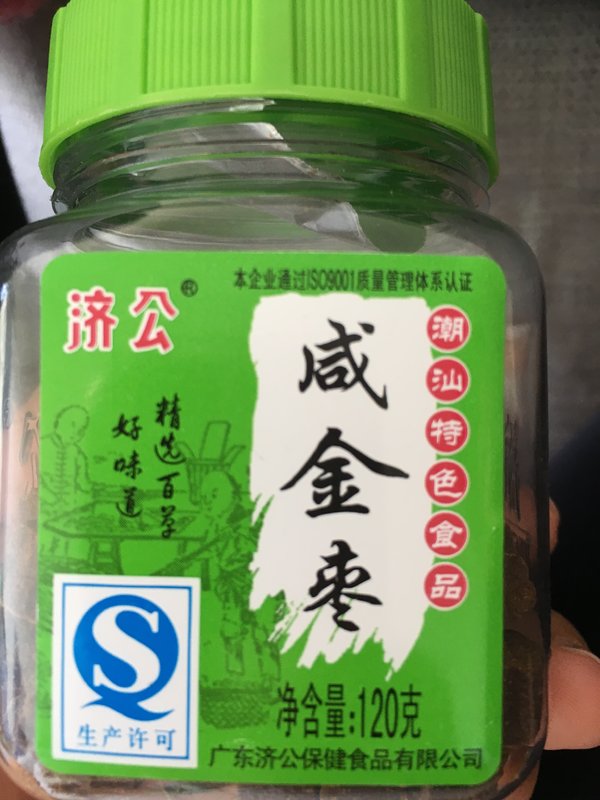 本企业通过ISO9001质量管理体系认证
济公®
咸金枣
潮汕特色食品
精选百草
好味道
生产许可
净含量:120克
广东济公保健食品有限公司